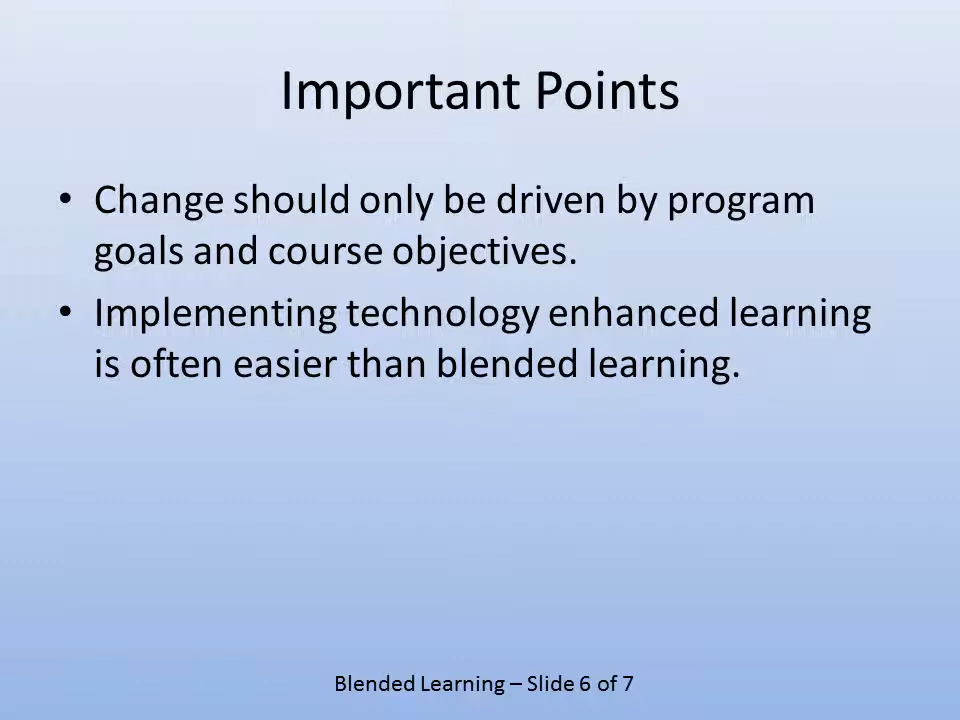 Important Points
• Change should only be driven by program
goals and course objectives.
• Implementing technology enhanced learning
is often easier than blended learning.
Blended Learning – Slide 6 of 7